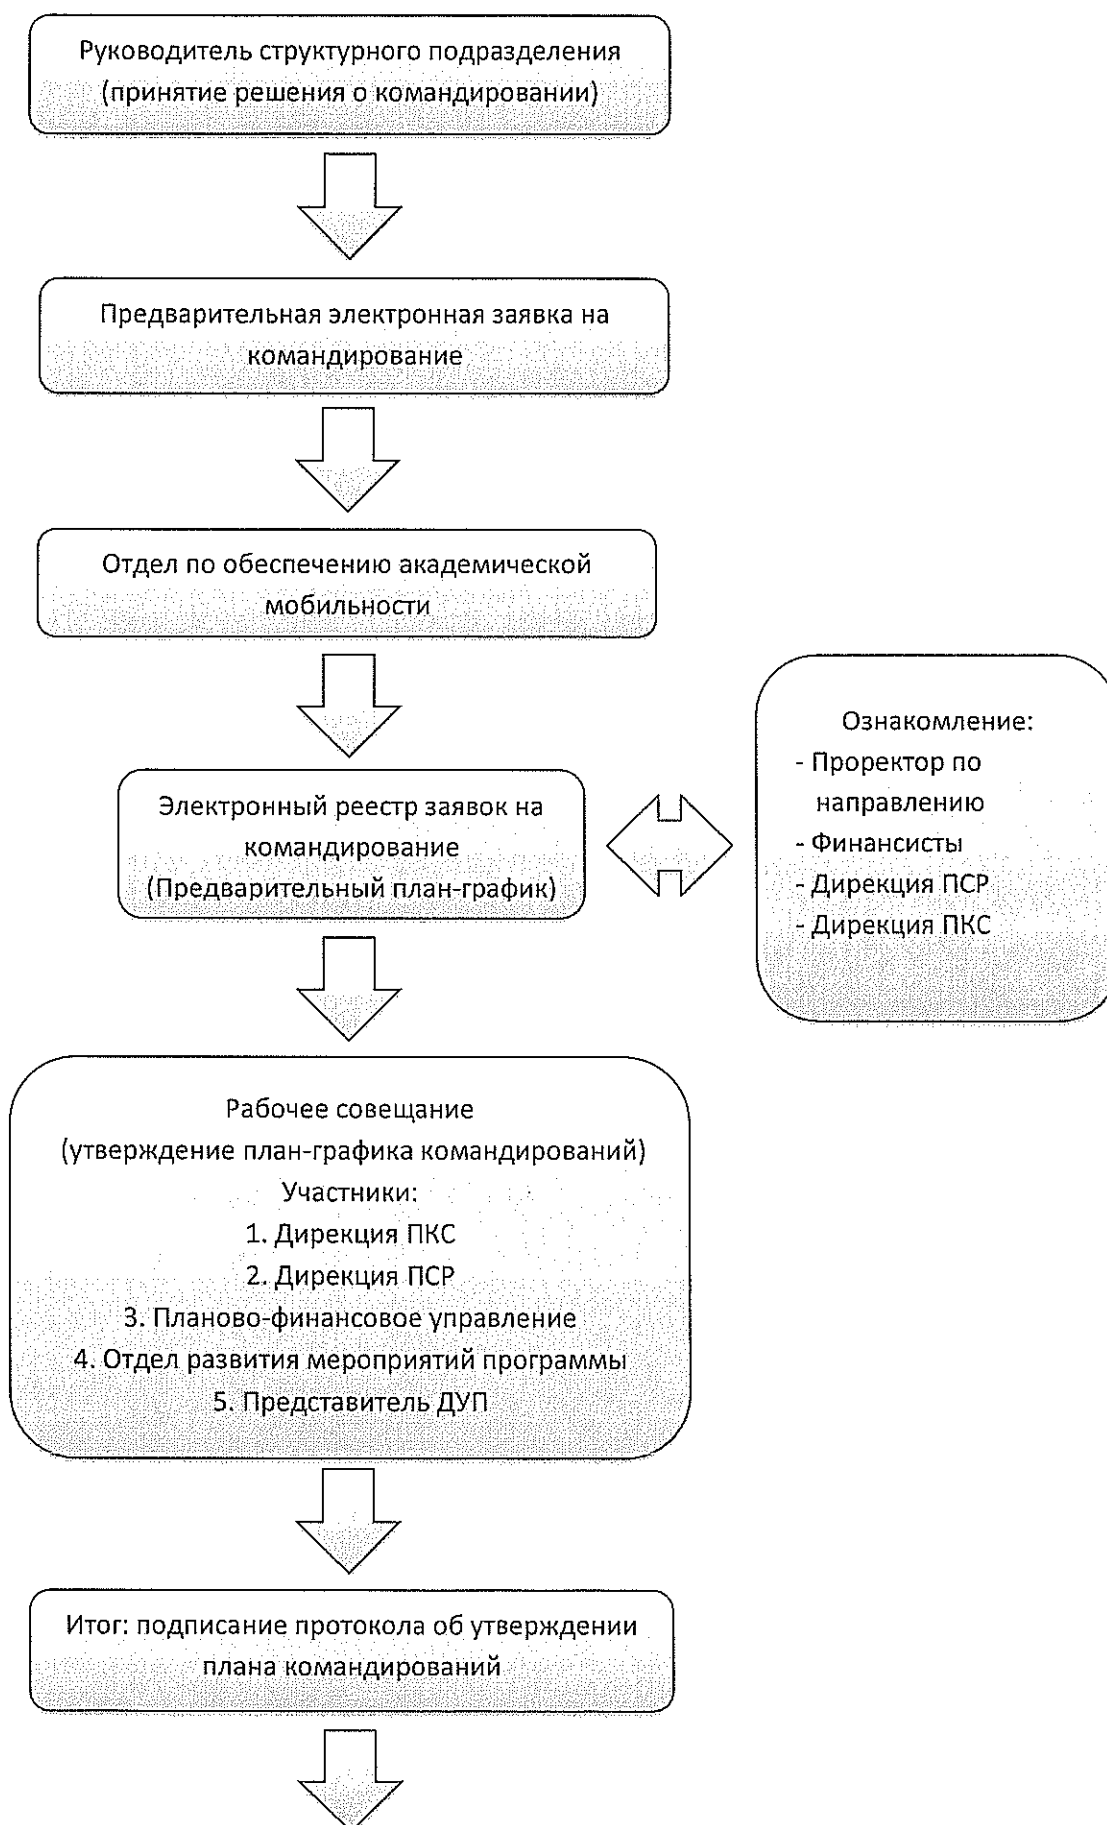 Руководитель структурного подразделения
(принятие решения о командировании)
Предварительная электронная заявка на
командирование
Отдел по обеспечению академической
мобильности
Электронный реестр заявок на
командирование
(Предварительный план-график)
Ознакомление:
- Проректор по
направлению
- Финансисты
- Дирекция ПСР
- Дирекция ПКС
Рабочее совещание
(утверждение план-графика командирований)
Участники:
1. Дирекция ПКС
2. Дирекция ПСР
3. Планово-финансовое управление
4. Отдел развития мероприятий программы
5. Представитель ДУП
Итог: подписание протокола об утверждении
плана командирований